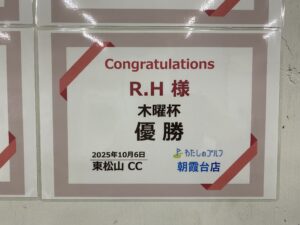 Congratulations
R.H 様
木曜杯
優勝
2025年10月6日
東松山 CC
わたしのゴルフ
朝霞台店